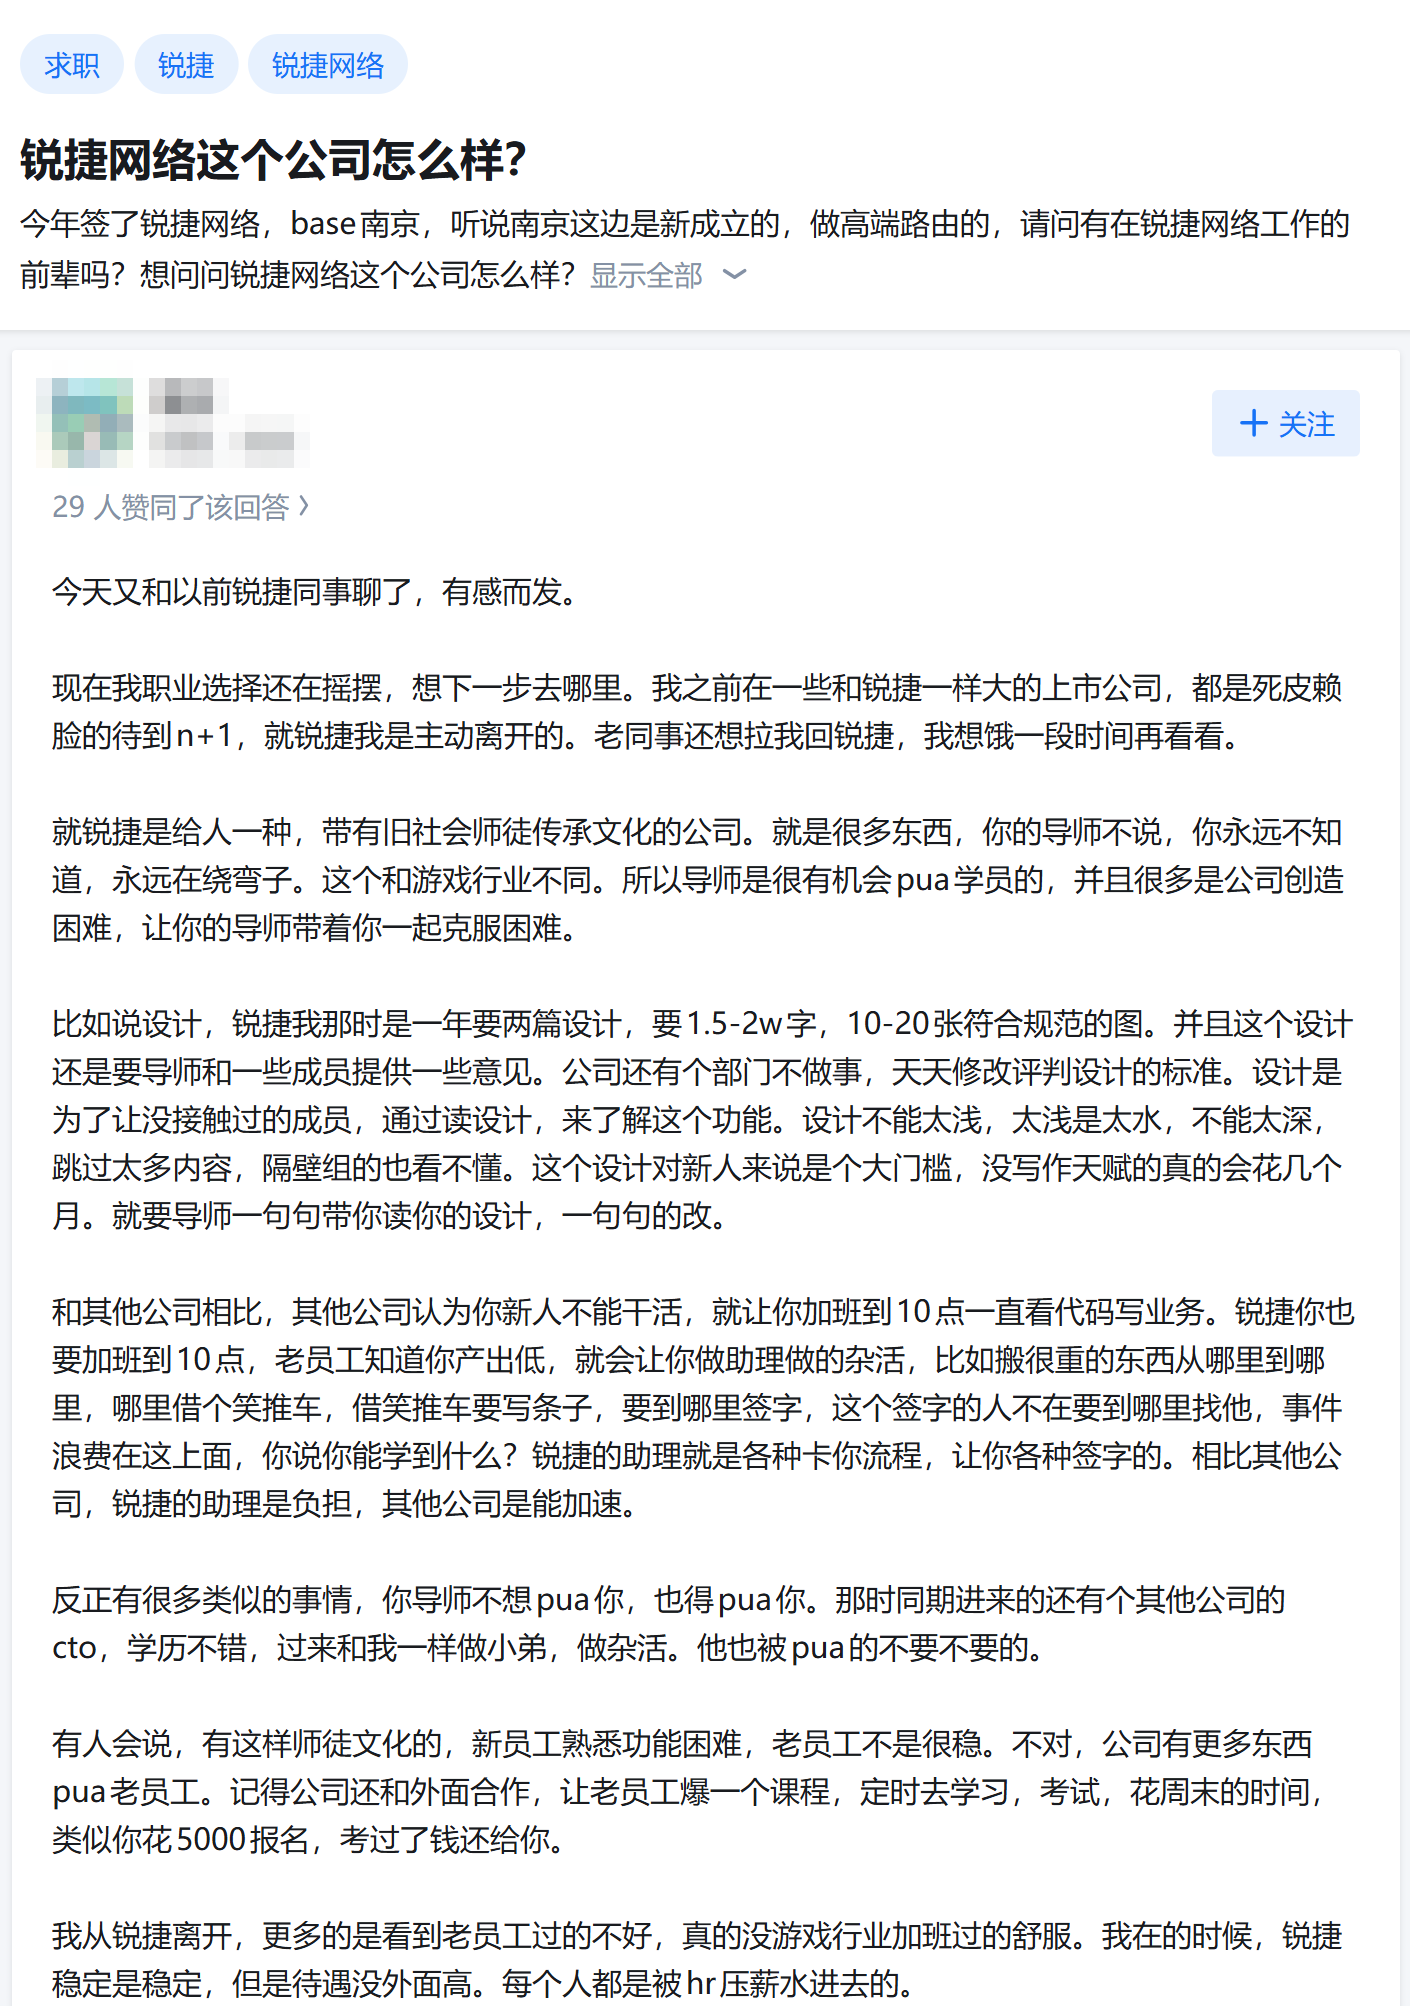 求职 锐捷 锐捷网络
锐捷网络这个公司怎么样？
今年签了锐捷网络，base南京，听说南京这边是新成立的，做高端路由的，请问有在锐捷网络工作的
前辈吗？想问问锐捷网络这个公司怎么样？ 显示全部
关注
29 人赞同了该回答
今天又和以前锐捷同事聊了，有感而发。
现在我职业选择还在摇摆，想下一步去哪里。我之前在一些和锐捷一样大的上市公司，都是死皮赖
脸的待到n+1，就锐捷我是主动离开的。老同事还想拉我回锐捷，我想饿一段时间再看看。
就锐捷是给人一种，带有旧社会师徒传承文化的公司。就是很多东西，你的导师不说，你永远不知
道，永远在绕弯子。这个和游戏行业不同。所以导师是很有机会pua学员的，并且很多是公司创造
困难，让你的导师带着你一起克服困难。
比如说设计，锐捷我那时是一年要两篇设计，要1.5-2w字，10-20张符合规范的图。并且这个设计
还是要导师和一些成员提供一些意见。公司还有个部门不做事，天天修改评判设计的标准。设计是
为了让没接触过的成员，通过读设计，来了解这个功能。设计不能太浅，太浅是太水，不能太深，
跳过太多内容，隔壁组的也看不懂。这个设计对新人来说是个大门槛，没写作天赋的真的会花几个
月。就要导师一句句带你读你的设计，一句句的改。
和其他公司相比，其他公司认为你新人不能干活，就让你加班到10点一直看代码写业务。锐捷你也
要加班到10点，老员工知道你产出低，就会让你做助理做的杂活，比如搬很重的东西从哪里到哪
里，哪里借个笑推车，借笑推车要写条子，要到哪里签字，这个签字的人不在要到哪里找他，事件
浪费在这上面，你说你能学到什么？锐捷的助理就是各种卡你流程，让你各种签字的。相比其他公
司，锐捷的助理是负担，其他公司是能加速。
反正有很多类似的事情，你导师不想pua你，也得pua你。那时同期进来的还有个其他公司的
cto，学历不错，过来和我一样做小弟，做杂活。他也被pua的不要不要的。
有人会说，有这样师徒文化的，新员工熟悉功能困难，老员工不是很稳。不对，公司有更多东西
pua老员工。记得公司还和外面合作，让老员工爆一个课程，定时去学习，考试，花周末的时间，
类似你花5000报名，考过了钱还给你。
我从锐捷离开，更多的是看到老员工过的不好，真的没游戏行业加班过的舒服。我在的时候，锐捷
稳定是稳定，但是待遇没外面高。每个人都是被hr压薪水进去的。